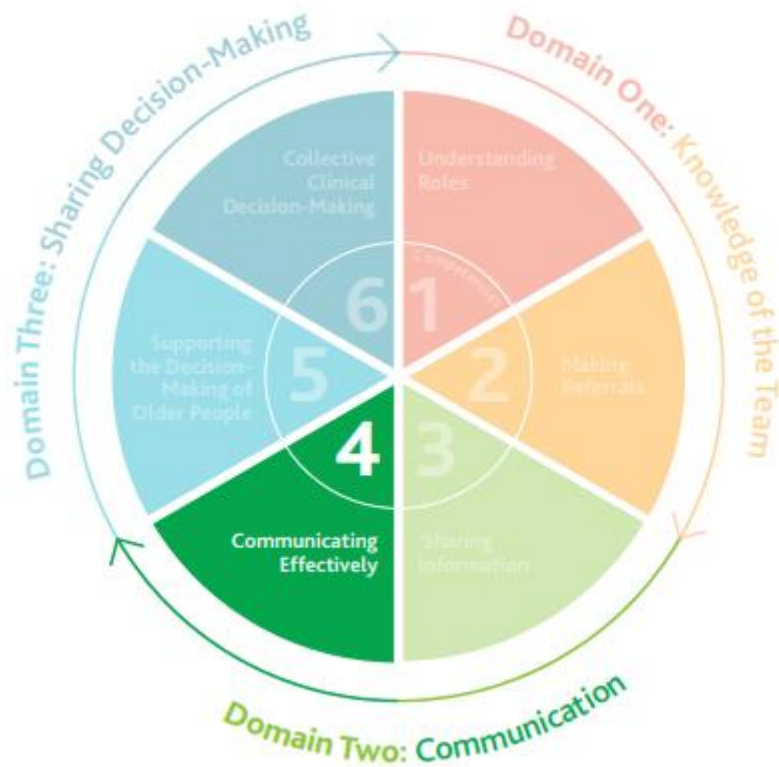 Domain One: Knowledge of the Team
Domain Two: Communication
Domain Three: Sharing Decision-Making
Competencies
1
Understanding
Roles
2
Making
Referrals
3
Sharing
Information
4
Communicating
Effectively
5
Supporting
the Decision-
Making of
Older People
6
Collective
Clinical
Decision-Making